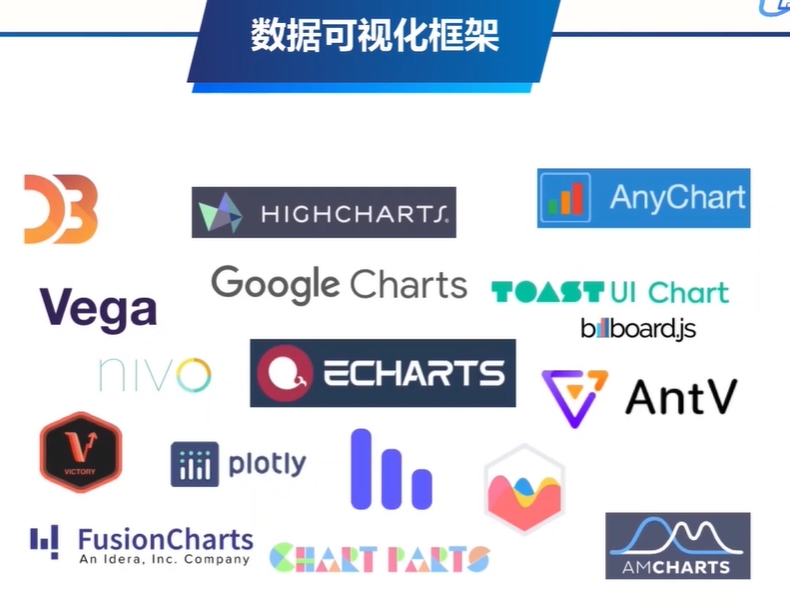 数据可视化框架
D3
HIGHCHARTS
AnyChart
Google Charts
TOAST UI Chart
Vega
billboard.js
nivo
ECHARTS
AntV
VICTORY
plotly
FusionCharts
An Idera, Inc. Company
CHART PARTS
AMCHARTS